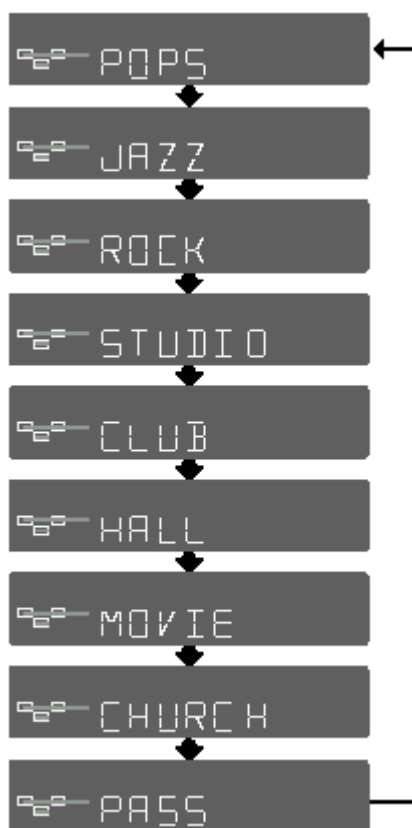 POPS
JAZZ
ROCK
STUDIO
CLUB
HALL
MOVIE
CHURCH
PASS